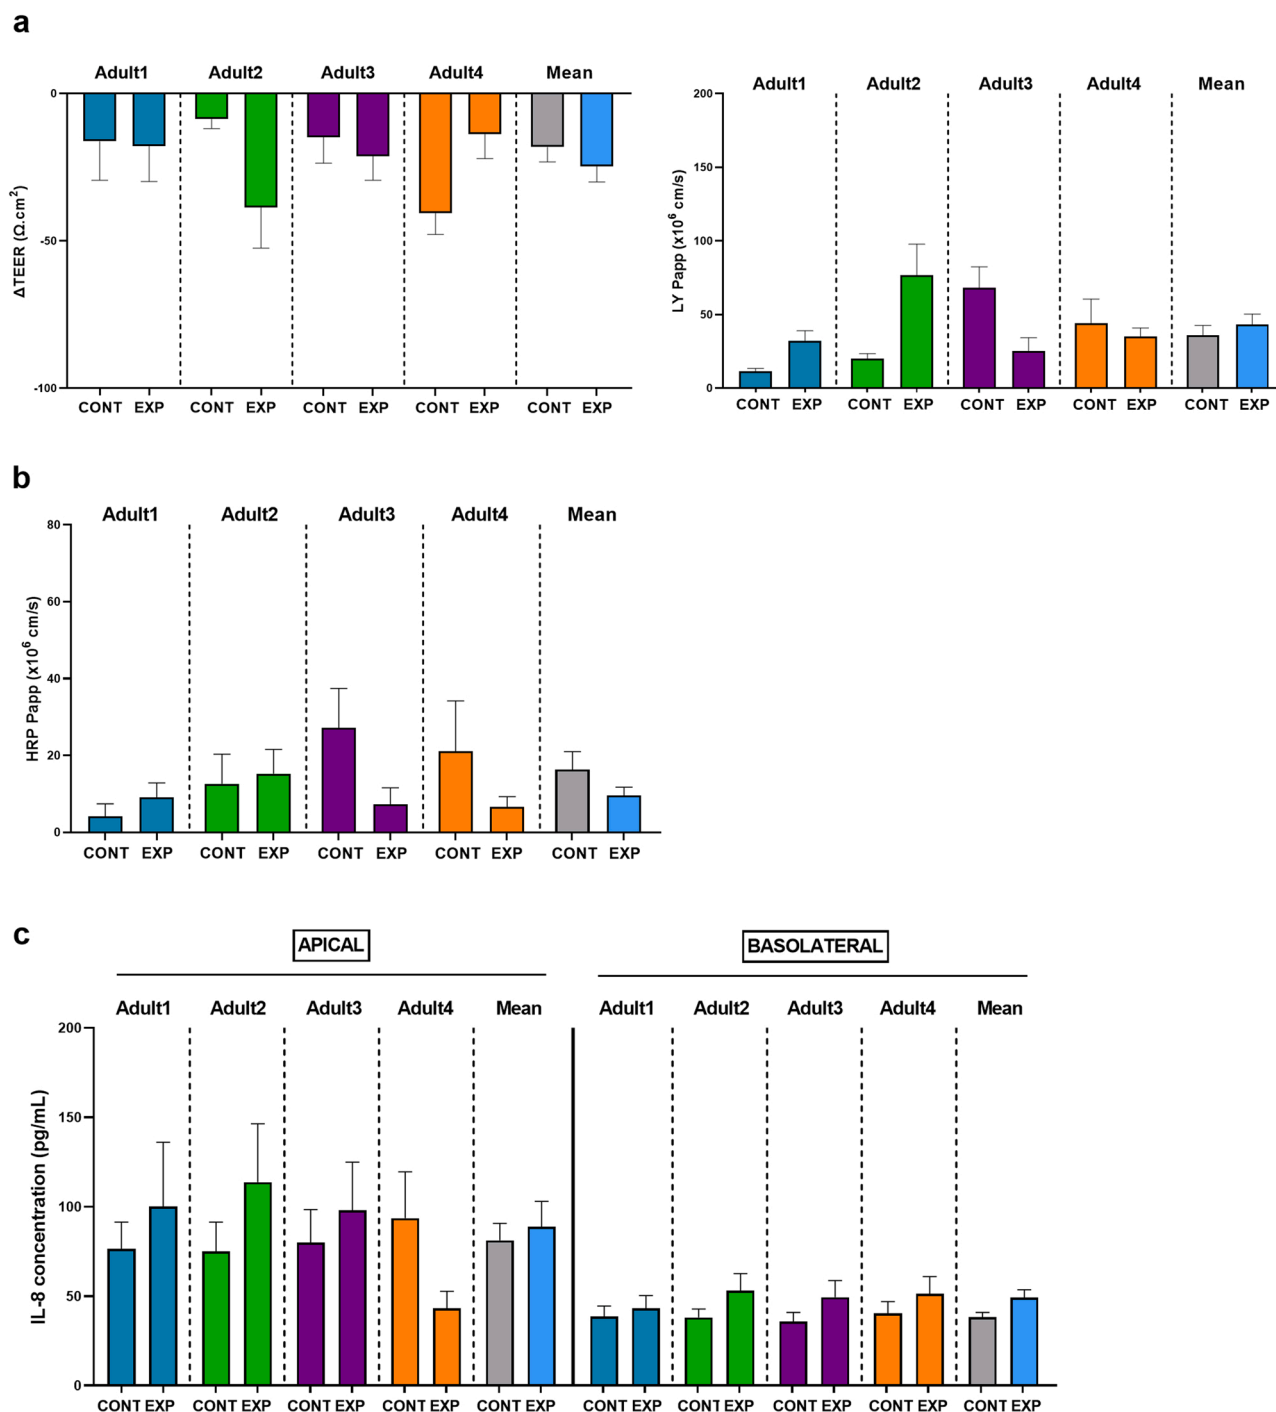 a
Adult1 Adult2 Adult3 Adult4 Mean
0
-50
-100
ΔTEER (Ω.cm²)
CONT EXP CONT EXP CONT EXP CONT EXP CONT EXP
Adult1 Adult2 Adult3 Adult4 Mean
200
150
100
50
0
LY Papp (x10⁶ cm/s)
CONT EXP CONT EXP CONT EXP CONT EXP CONT EXP
b
Adult1 Adult2 Adult3 Adult4 Mean
80
60
40
20
0
HRP Papp (x10⁶ cm/s)
CONT EXP CONT EXP CONT EXP CONT EXP CONT EXP
c
APICAL BASOLATERAL
Adult1 Adult2 Adult3 Adult4 Mean Adult1 Adult2 Adult3 Adult4 Mean
200
150
100
50
0
IL-8 concentration (pg/mL)
CONT EXP CONT EXP CONT EXP CONT EXP CONT EXP CONT EXP CONT EXP CONT EXP CONT EXP CONT EXP